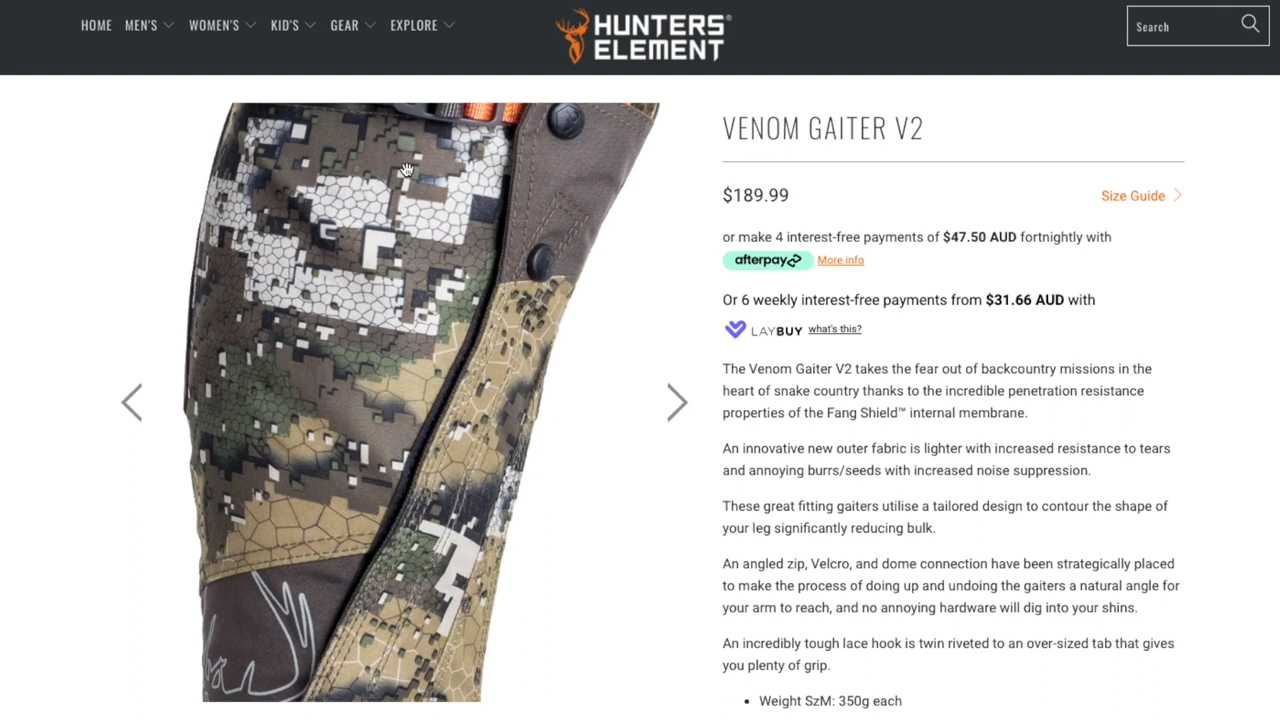 HOME MEN'S WOMEN'S KID'S GEAR EXPLORE
HUNTERS®
ELEMENT
Search
VENOM GAITER V2
$189.99
Size Guide
or make 4 interest-free payments of $47.50 AUD fortnightly with
afterpay More info
Or 6 weekly interest-free payments from $31.66 AUD with
LAYBUY what's this?
The Venom Gaiter V2 takes the fear out of backcountry missions in the
heart of snake country thanks to the incredible penetration resistance
properties of the Fang Shield™ internal membrane.
An innovative new outer fabric is lighter with increased resistance to tears
and annoying burrs/seeds with increased noise suppression.
These great fitting gaiters utilise a tailored design to contour the shape of
your leg significantly reducing bulk.
An angled zip, Velcro, and dome connection have been strategically placed
to make the process of doing up and undoing the gaiters a natural angle for
your arm to reach, and no annoying hardware will dig into your shins.
An incredibly tough lace hook is twin riveted to an over-sized tab that gives
you plenty of grip.
• Weight SzM: 350g each